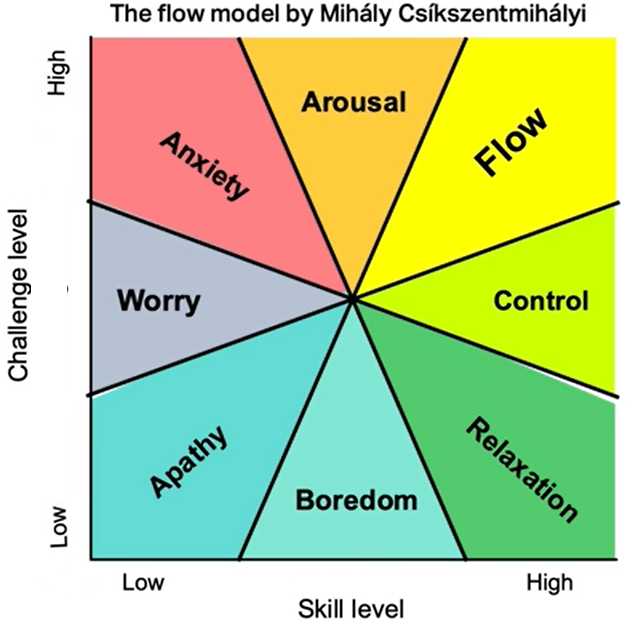 The flow model by Mihály Csíkszentmihályi
High
Arousal
Flow
Anxiety
Challenge level
Worry
Control
Apathy
Relaxation
Boredom
Low
Low
High
Skill level